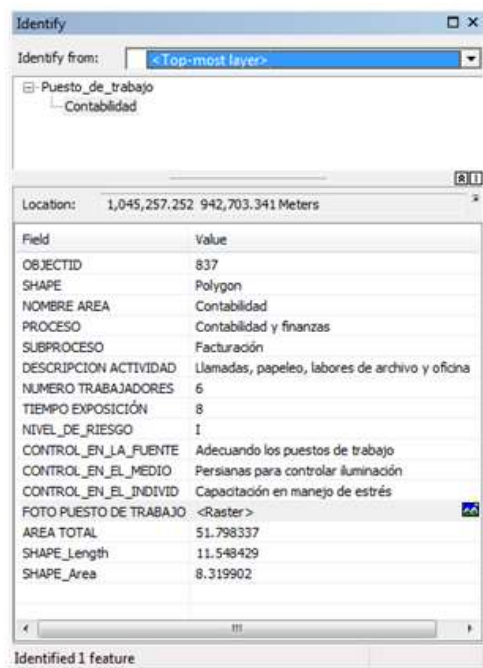 Identify
Identify from: <Top-most layer>
Puesto_de_trabajo
Contabilidad
Location: 1,045,257.252 942,703.341 Meters
Field Value
OBJECTID 837
SHAPE Polygon
NOMBRE AREA Contabilidad
PROCESO Contabilidad y finanzas
SUBPROCESO Facturación
DESCRIPCION ACTIVIDAD Llamadas, papeleo, labores de archivo y oficina
NUMERO TRABAJADORES 6
TIEMPO EXPOSICIÓN 8
NIVEL_DE_RIESGO I
CONTROL_EN_LA_FUENTE Adecuando los puestos de trabajo
CONTROL_EN_EL_MEDIO Persianas para controlar iluminación
CONTROL_EN_EL_INDIVID Capacitación en manejo de estrés
FOTO PUESTO DE TRABAJO <Raster>
AREA TOTAL 51.798337
SHAPE_Length 11.548429
SHAPE_Area 8.319902
Identified 1 feature